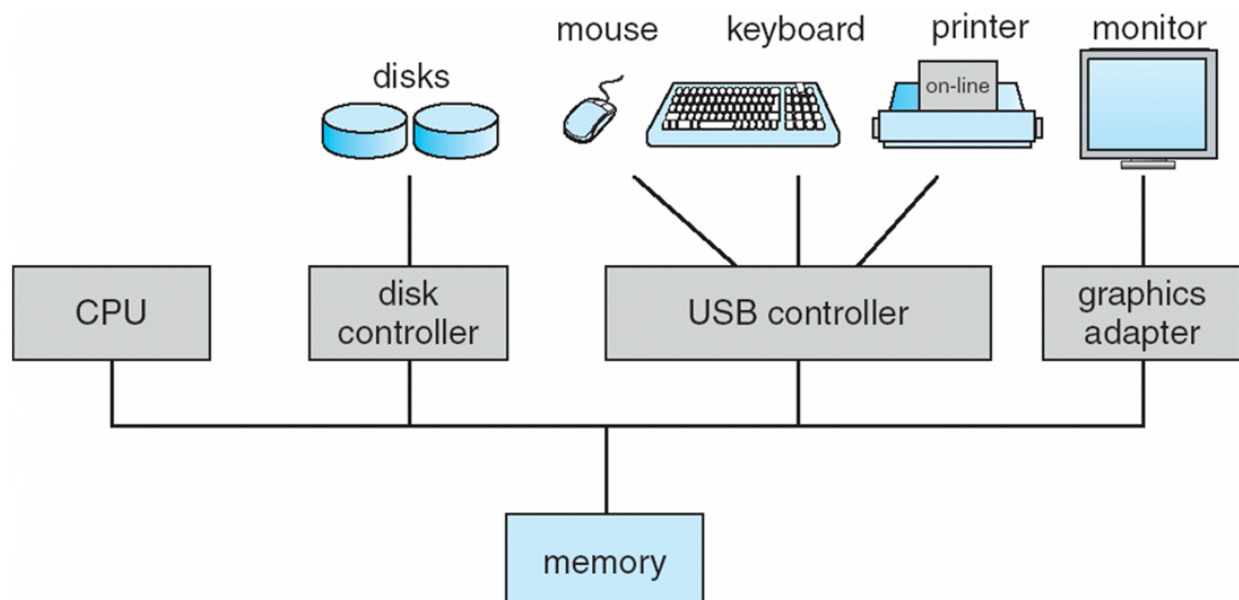 mouse
keyboard
printer
monitor
disks
on-line
CPU
disk
controller
USB controller
graphics
adapter
memory